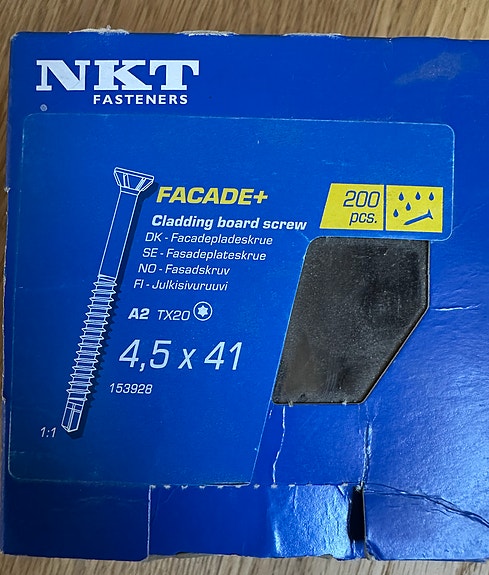 NKT
FASTENERS
®
FACADE+
Cladding board screw
DK - Facadepladeskrue
SE - Fasadeplateskrue
NO - Fasadskruv
FI - Julkisivuruuvi
200
pcs.
A2 TX20
4,5 x 41
153928
1:1